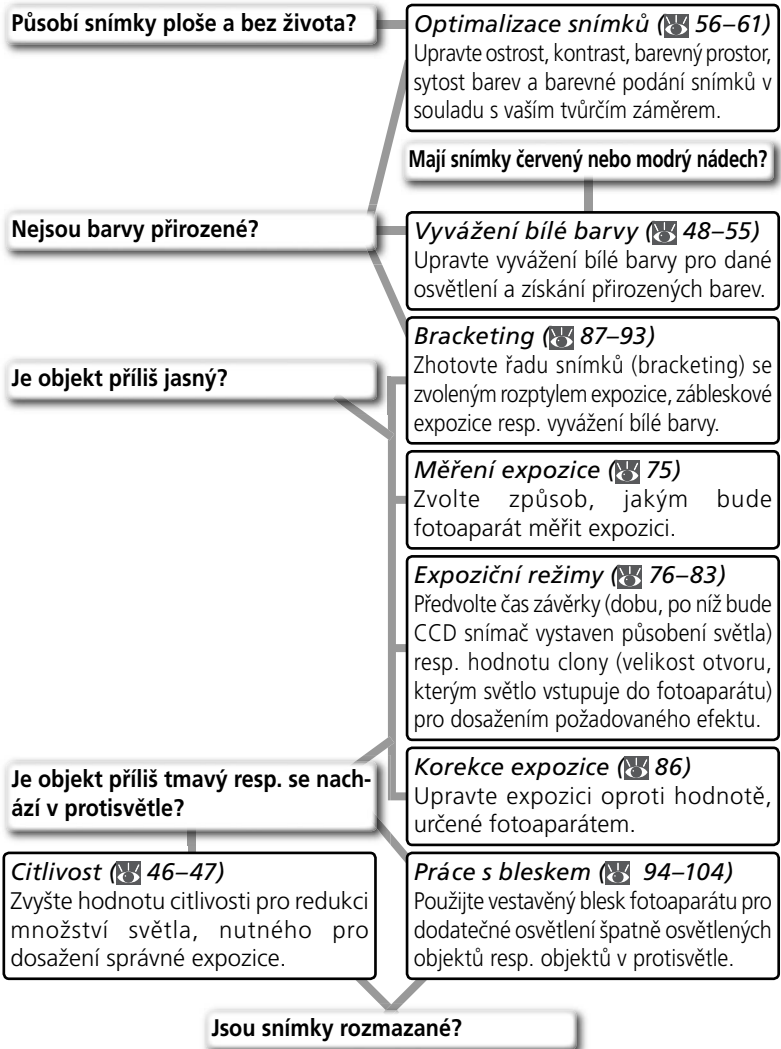 Působí snímky ploše a bez života?
Optimalizace snímků ( 56–61)
Upravte ostrost, kontrast, barevný prostor,
sytost barev a barevné podání snímků v
souladu s vaším tvůrčím záměrem.
Mají snímky červený nebo modrý nádech?
Nejsou barvy přirozené?
Vyvážení bílé barvy ( 48–55)
Upravte vyvážení bílé barvy pro dané
osvětlení a získání přirozených barev.
Bracketing ( 87–93)
Zhotovte řadu snímků (bracketing) se
zvoleným rozptylem expozice, zábleskové
expozice resp. vyvážení bílé barvy.
Je objekt příliš jasný?
Měření expozice ( 75)
Zvolte způsob, jakým bude
fotoaparát měřit expozici.
Expoziční režimy ( 76–83)
Předvolte čas závěrky (dobu, po níž bude
CCD snímač vystaven působení světla)
resp. hodnotu clony (velikost otvoru,
kterým světlo vstupuje do fotoaparátu)
pro dosažením požadovaného efektu.
Korekce expozice ( 86)
Upravte expozici oproti hodnotě,
určené fotoaparátem.
Je objekt příliš tmavý resp. se nach-
ází v protisvětle?
Citlivost ( 46–47)
Zvyšte hodnotu citlivosti pro redukci
množství světla, nutného pro
dosažení správné expozice.
Práce s bleskem ( 94–104)
Použijte vestavěný blesk fotoaparátu pro
dodatečné osvětlení špatně osvětlených
objektů resp. objektů v protisvětle.
Jsou snímky rozmazané?